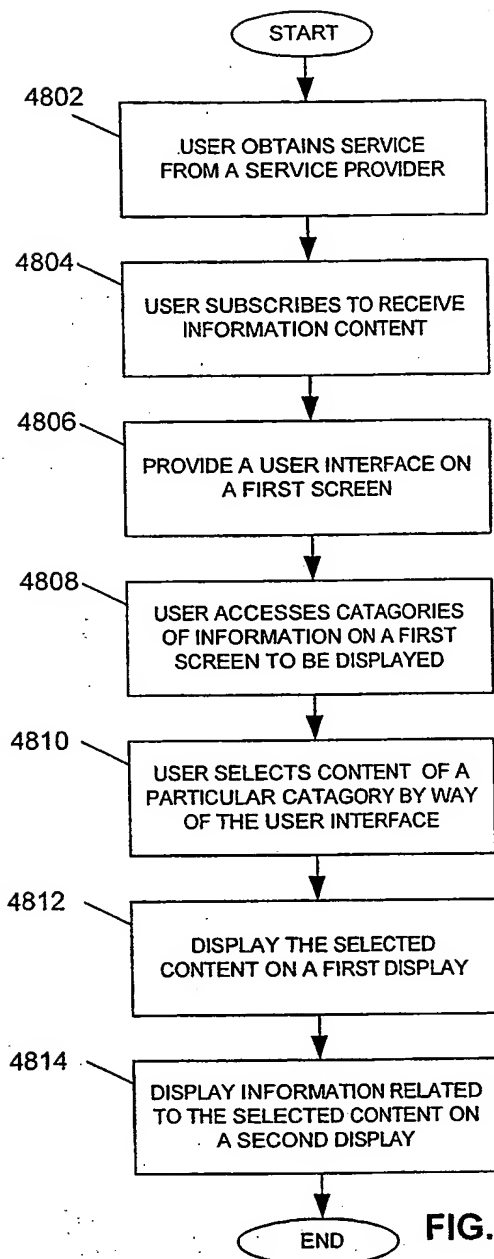 START
4802
USER OBTAINS SERVICE
FROM A SERVICE PROVIDER
4804
USER SUBSCRIBES TO RECEIVE
INFORMATION CONTENT
4806
PROVIDE A USER INTERFACE ON
A FIRST SCREEN
4808
USER ACCESSES CATAGORIES
OF INFORMATION ON A FIRST
SCREEN TO BE DISPLAYED
4810
USER SELECTS CONTENT OF A
PARTICULAR CATAGORY BY WAY
OF THE USER INTERFACE
4812
DISPLAY THE SELECTED
CONTENT ON A FIRST DISPLAY
4814
DISPLAY INFORMATION RELATED
TO THE SELECTED CONTENT ON
A SECOND DISPLAY
END
FIG.